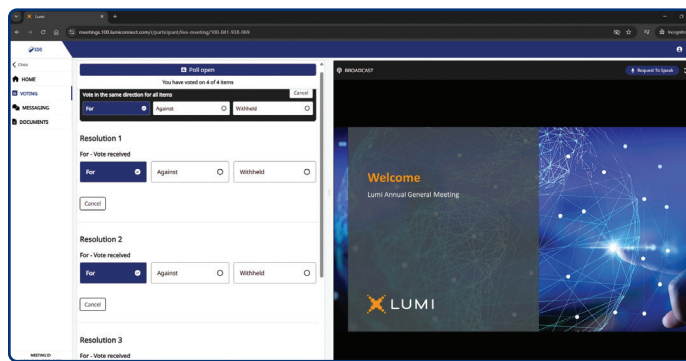 Lumi
meetings.100.lumiconnect.com/r/participant/live-meeting/100-041-938-069
Incognito
sse
Close
HOME
VOTING
MESSAGING
DOCUMENTS
MEETING ID
Poll open
You have voted on 4 of 4 items
Vote in the same direction for all items
Cancel
For
Against
Withheld
Resolution 1
For - Vote received
For
Against
Withheld
Cancel
Resolution 2
For - Vote received
For
Against
Withheld
Cancel
Resolution 3
For - Vote received
BROADCAST
Request To Speak
Welcome
Lumi Annual General Meeting
LUMI